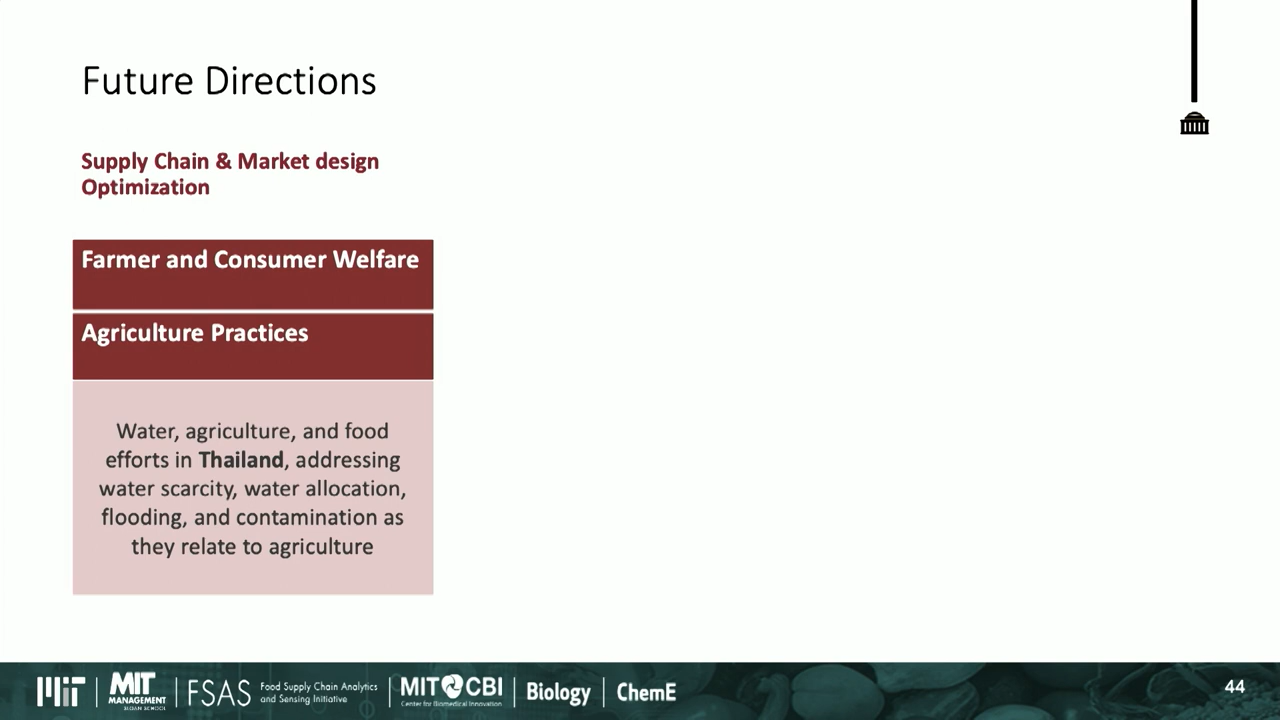 Future Directions
Supply Chain & Market design
Optimization
Farmer and Consumer Welfare
Agriculture Practices
Water, agriculture, and food
efforts in Thailand, addressing
water scarcity, water allocation,
flooding, and contamination as
they relate to agriculture
MIT
MIT
MANAGEMENT
SLOAN SCHOOL
FSAS
Food Supply Chain Analytics
and Sensing Initiative
MIT CBI
Center for Biomedical Innovation
Biology
ChemE
44